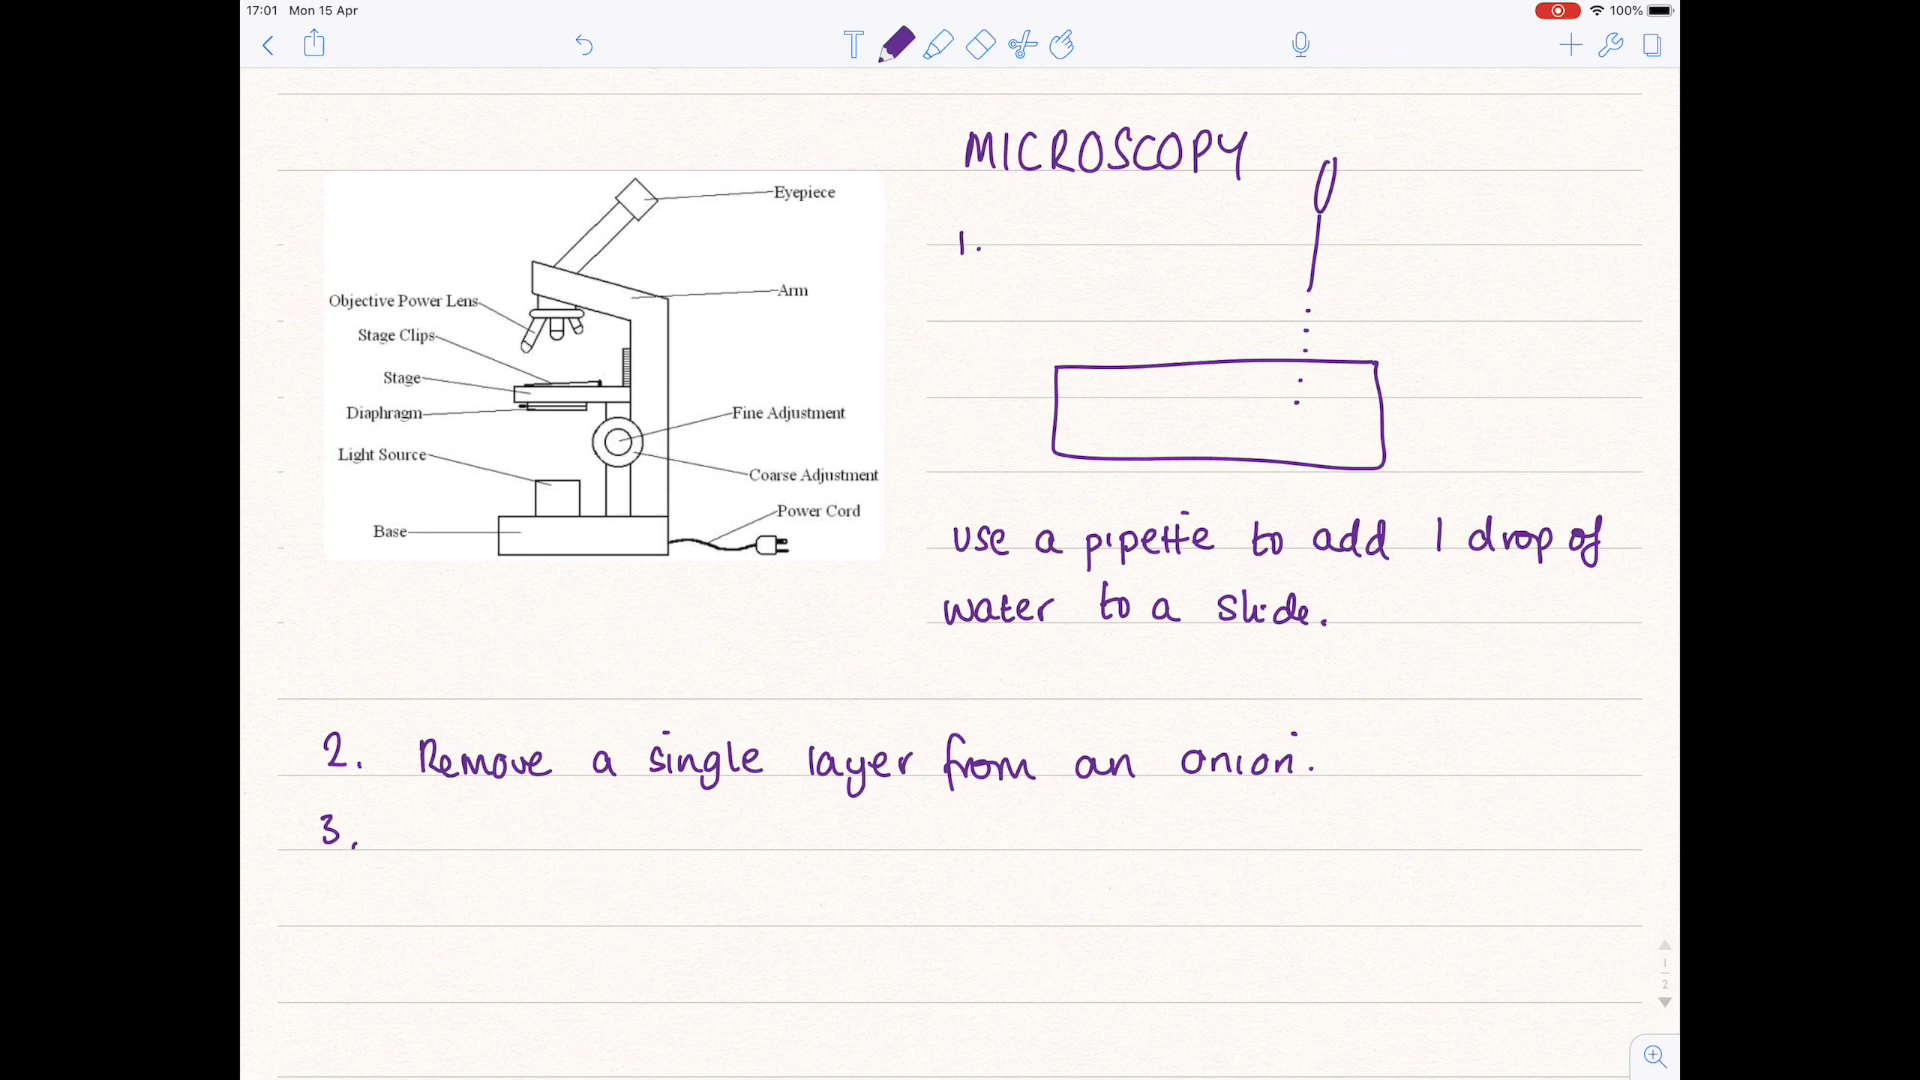 17:01 Mon 15 Apr
100%
T
MICROSCOPY
Eyepiece
1.
Arm
Objective Power Lens
Stage Clips
Stage
Diaphragm
Fine Adjustment
Light Source
Coarse Adjustment
Power Cord
Base
use a pipette to add 1 drop of
water to a slide.
2. Remove a single layer from an onion.
3.
1
2